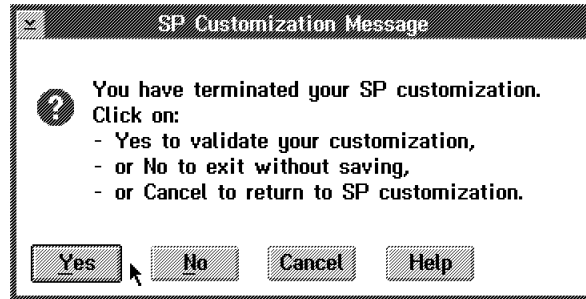 SP Customization Message
You have terminated your SP customization.
Click on:
- Yes to validate your customization,
- or No to exit without saving,
- or Cancel to return to SP customization.
Yes No Cancel Help